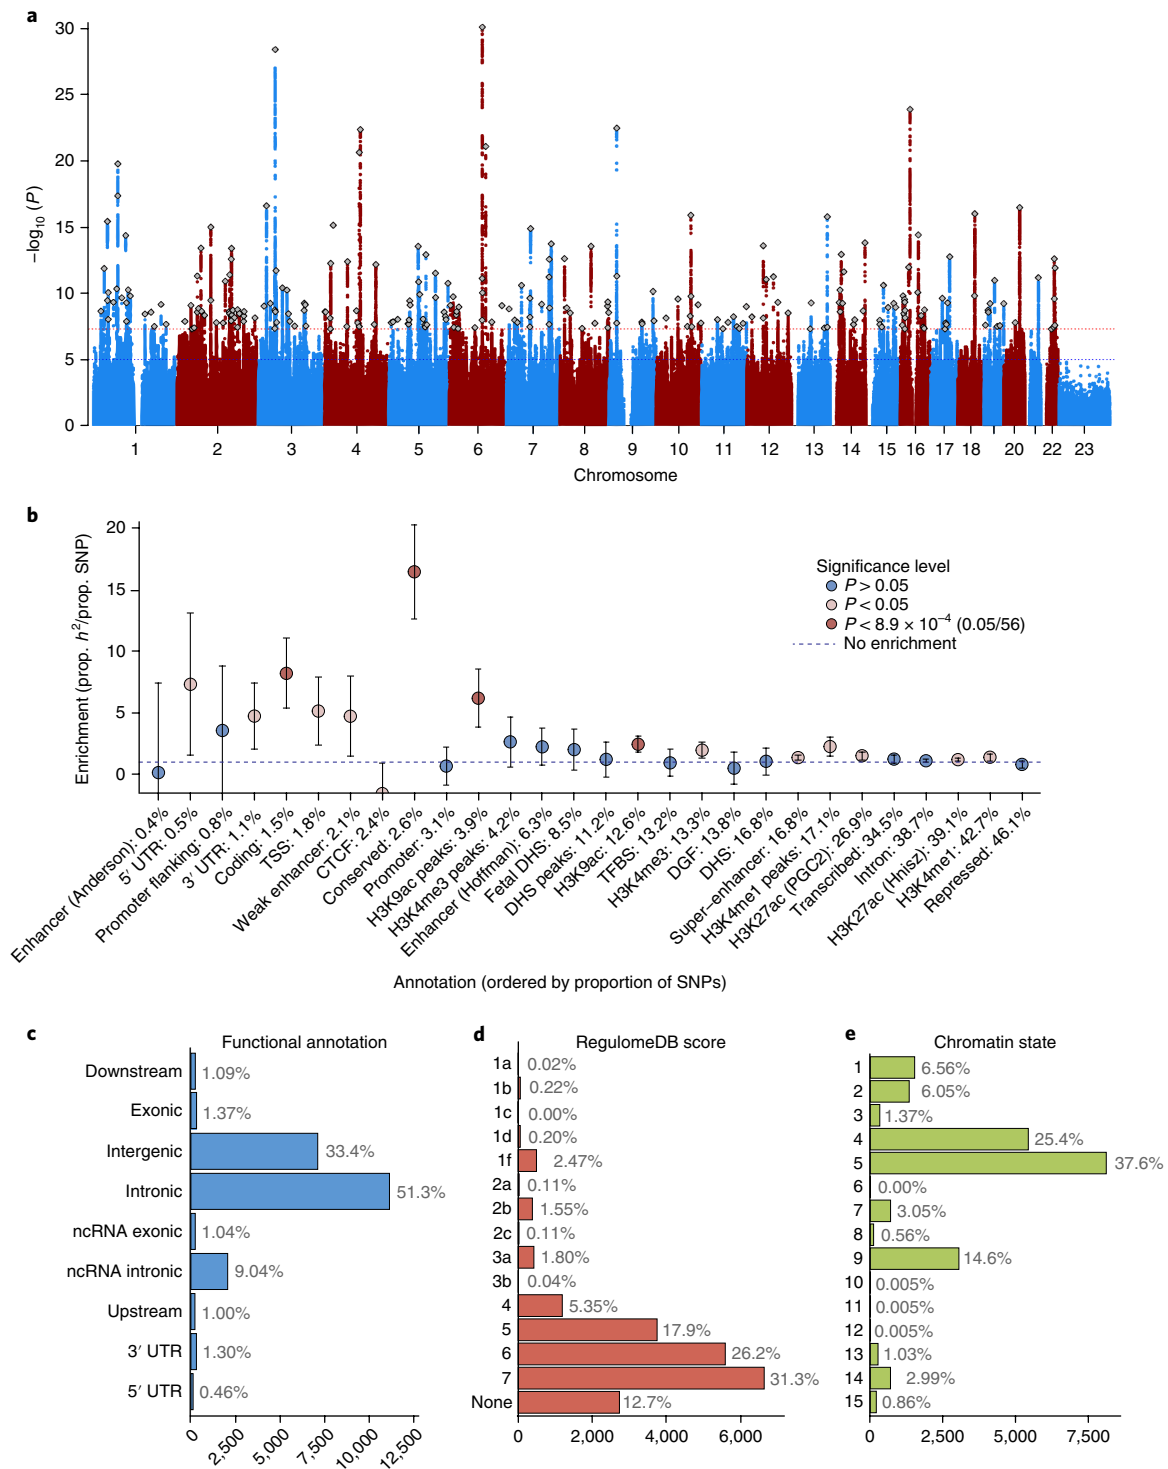 a
30
25
20
15
10
5
0
−log10 (P)
1 2 3 4 5 6 7 8 9 10 11 12 13 14 15 16 17 18 20 22 23
Chromosome
b
20
15
10
5
0
Enrichment (prop. h2/prop. SNP)
Significance level
P > 0.05
P < 0.05
P < 8.9 × 10−4 (0.05/56)
No enrichment
Enhancer (Anderson): 0.4%
5′ UTR: 0.5%
Promoter flanking: 0.8%
3′ UTR: 1.1%
Coding: 1.5%
TSS: 1.8%
Weak enhancer: 2.1%
CTCF: 2.4%
Conserved: 2.6%
Promoter: 3.1%
H3K9ac peaks: 3.9%
H3K4me3 peaks: 4.2%
Enhancer (Hoffman): 6.3%
Fetal DHS: 8.5%
DHS peaks: 11.2%
H3K9ac: 12.6%
TFBS: 13.2%
H3K4me3: 13.3%
DGF: 13.8%
DHS: 16.8%
Super−enhancer: 16.8%
H3K4me1 peaks: 17.1%
H3K27ac (PGC2): 26.9%
Transcribed: 34.5%
Intron: 38.7%
H3K27ac (Hnisz): 39.1%
H3K4me1: 42.7%
Repressed: 46.1%
Annotation (ordered by proportion of SNPs)
c
Functional annotation
Downstream 1.09%
Exonic 1.37%
Intergenic 33.4%
Intronic 51.3%
ncRNA exonic 1.04%
ncRNA intronic 9.04%
Upstream 1.00%
3′ UTR 1.30%
5′ UTR 0.46%
0 2,500 5,000 7,500 10,000 12,500
d
RegulomeDB score
1a 0.02%
1b 0.22%
1c 0.00%
1d 0.20%
1f 2.47%
2a 0.11%
2b 1.55%
2c 0.11%
3a 1.80%
3b 0.04%
4 5.35%
5 17.9%
6 26.2%
7 31.3%
None 12.7%
0 2,000 4,000 6,000
e
Chromatin state
1 6.56%
2 6.05%
3 1.37%
4 25.4%
5 37.6%
6 0.00%
7 3.05%
8 0.56%
9 14.6%
10 0.005%
11 0.005%
12 0.005%
13 1.03%
14 2.99%
15 0.86%
0 2,500 5,000 7,500